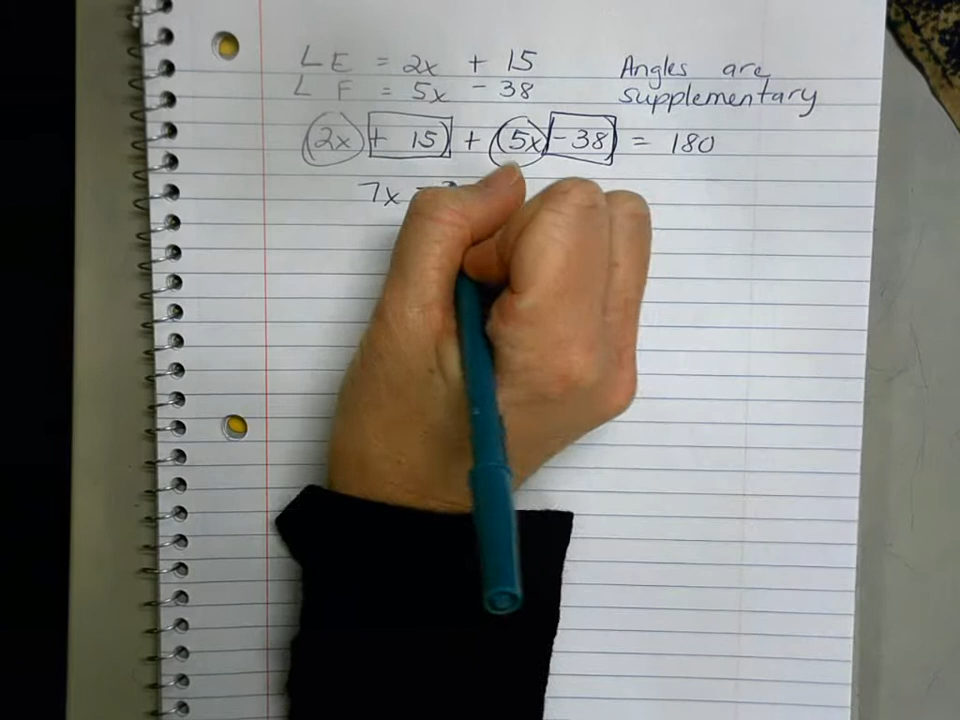 ∠E = 2x + 15
∠F = 5x - 38
Angles are
supplementary
(2x + 15) + (5x - 38) = 180
7x -